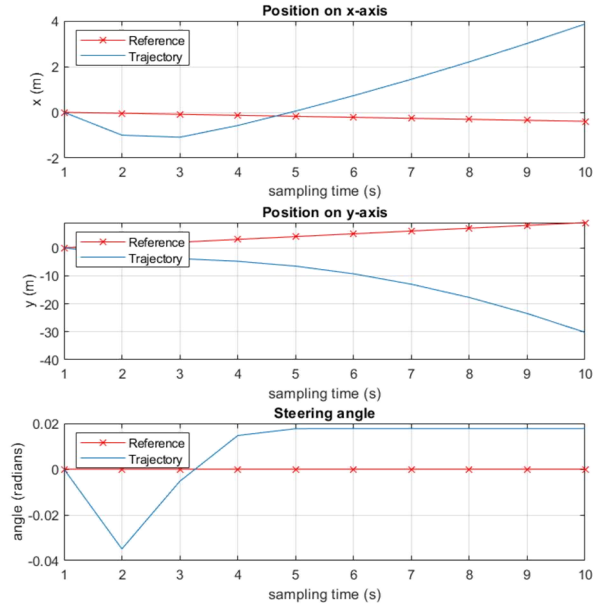 Position on x-axis
4
2
0
-2
x (m)
Reference
Trajectory
1 2 3 4 5 6 7 8 9 10
sampling time (s)
Position on y-axis
0
-10
-20
-30
-40
y (m)
Reference
Trajectory
1 2 3 4 5 6 7 8 9 10
sampling time (s)
Steering angle
0.02
0
-0.02
-0.04
angle (radians)
Reference
Trajectory
1 2 3 4 5 6 7 8 9 10
sampling time (s)